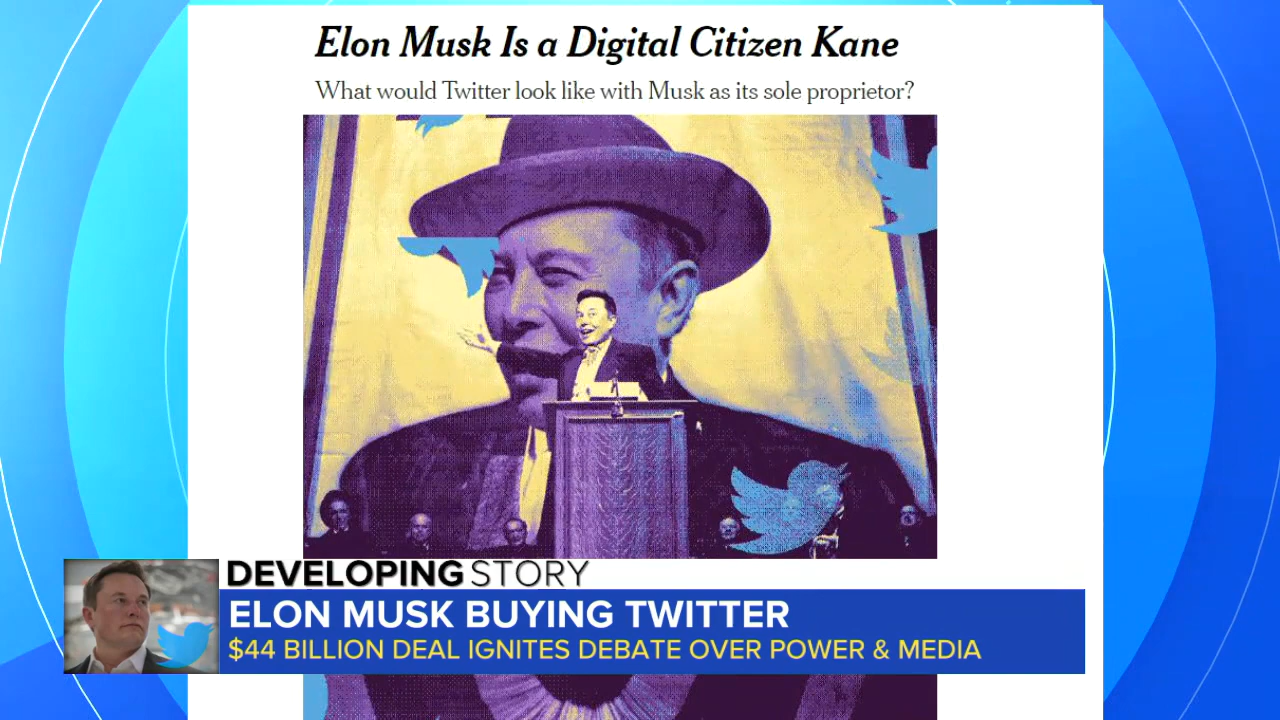 Elon Musk Is a Digital Citizen Kane
What would Twitter look like with Musk as its sole proprietor?
DEVELOPING STORY
ELON MUSK BUYING TWITTER
$44 BILLION DEAL IGNITES DEBATE OVER POWER & MEDIA